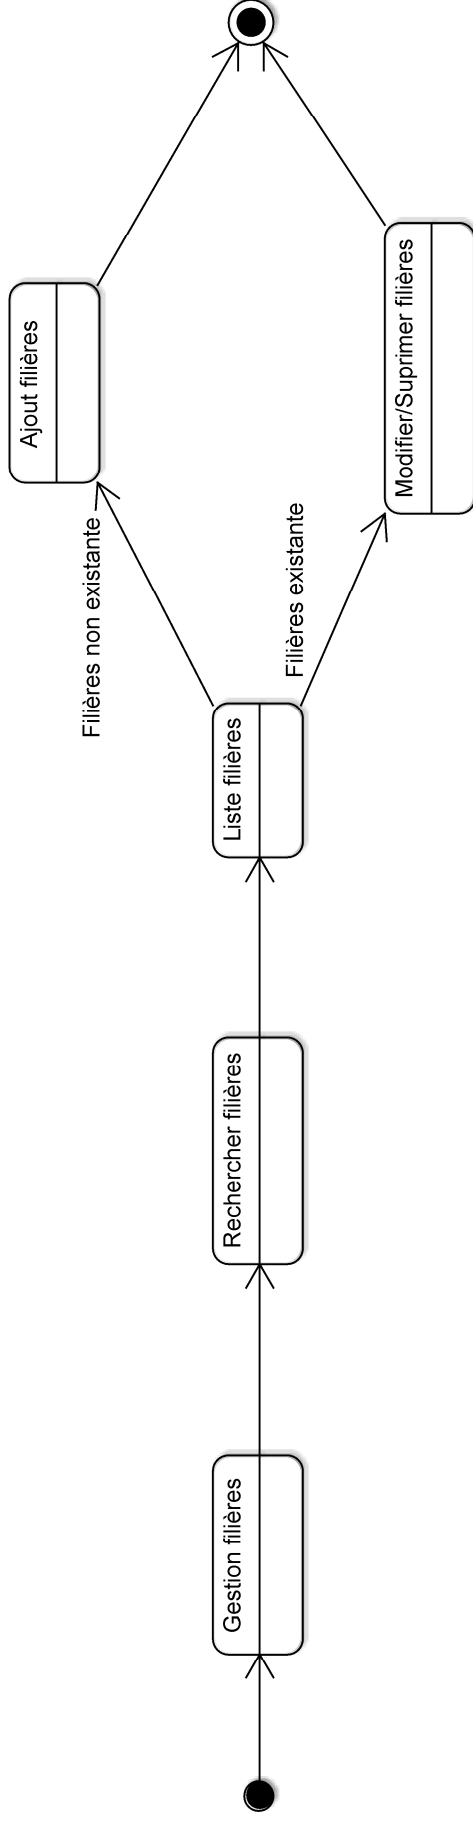 Gestion filières
Rechercher filières
Liste filières
Filières non existante
Filières existante
Ajout filières
Modifier/Suprimer filières